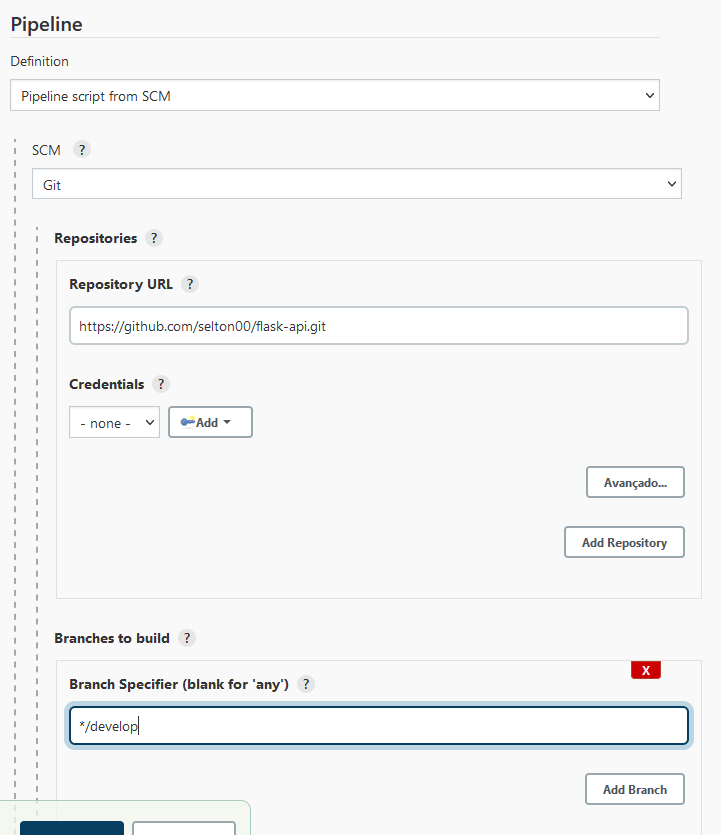 Pipeline
Definition
Pipeline script from SCM
SCM ?
Git
Repositories ?
Repository URL ?
https://github.com/selton00/flask-api.git
Credentials ?
- none -
Add
Avançado...
Add Repository
Branches to build ?
X
Branch Specifier (blank for 'any') ?
*/develop
Add Branch